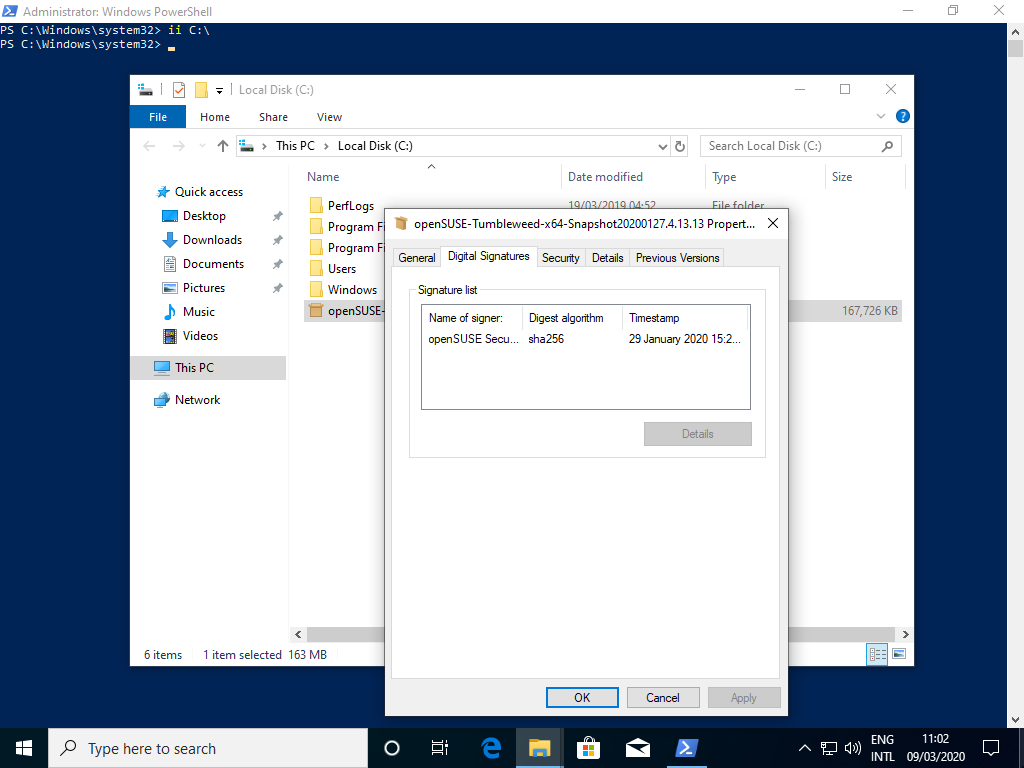 Administrator: Windows PowerShell
PS C:\Windows\system32> ii C:\
PS C:\Windows\system32>
Local Disk (C:)
File Home Share View
This PC > Local Disk (C:)
Search Local Disk (C:)
Name Date modified Type Size
Quick access
Desktop
Downloads
Documents
Pictures
Music
Videos
This PC
Network
PerfLogs 19/03/2019 04:52 File folder
Program Fi
Program Fi
Users
Windows
openSUSE- 167,726 KB
6 items 1 item selected 163 MB
openSUSE-Tumbleweed-x64-Snapshot20200127.4.13.13 Propert...
General Digital Signatures Security Details Previous Versions
Signature list
Name of signer: Digest algorithm Timestamp
openSUSE Secu... sha256 29 January 2020 15:2...
Details
OK Cancel Apply
Type here to search
ENG
INTL
11:02
09/03/2020